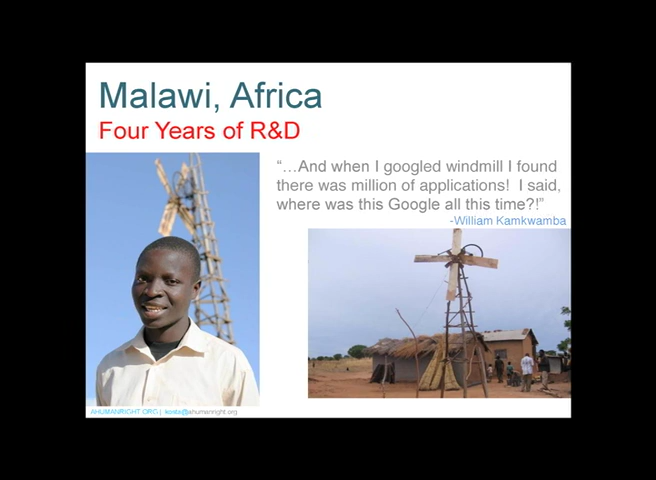 Malawi, Africa
Four Years of R&D
“…And when I googled windmill I found
there was million of applications!  I said,
where was this Google all this time?!”
-William Kamkwamba
AHUMANRIGHT.ORG | kosta@ahumanright.org